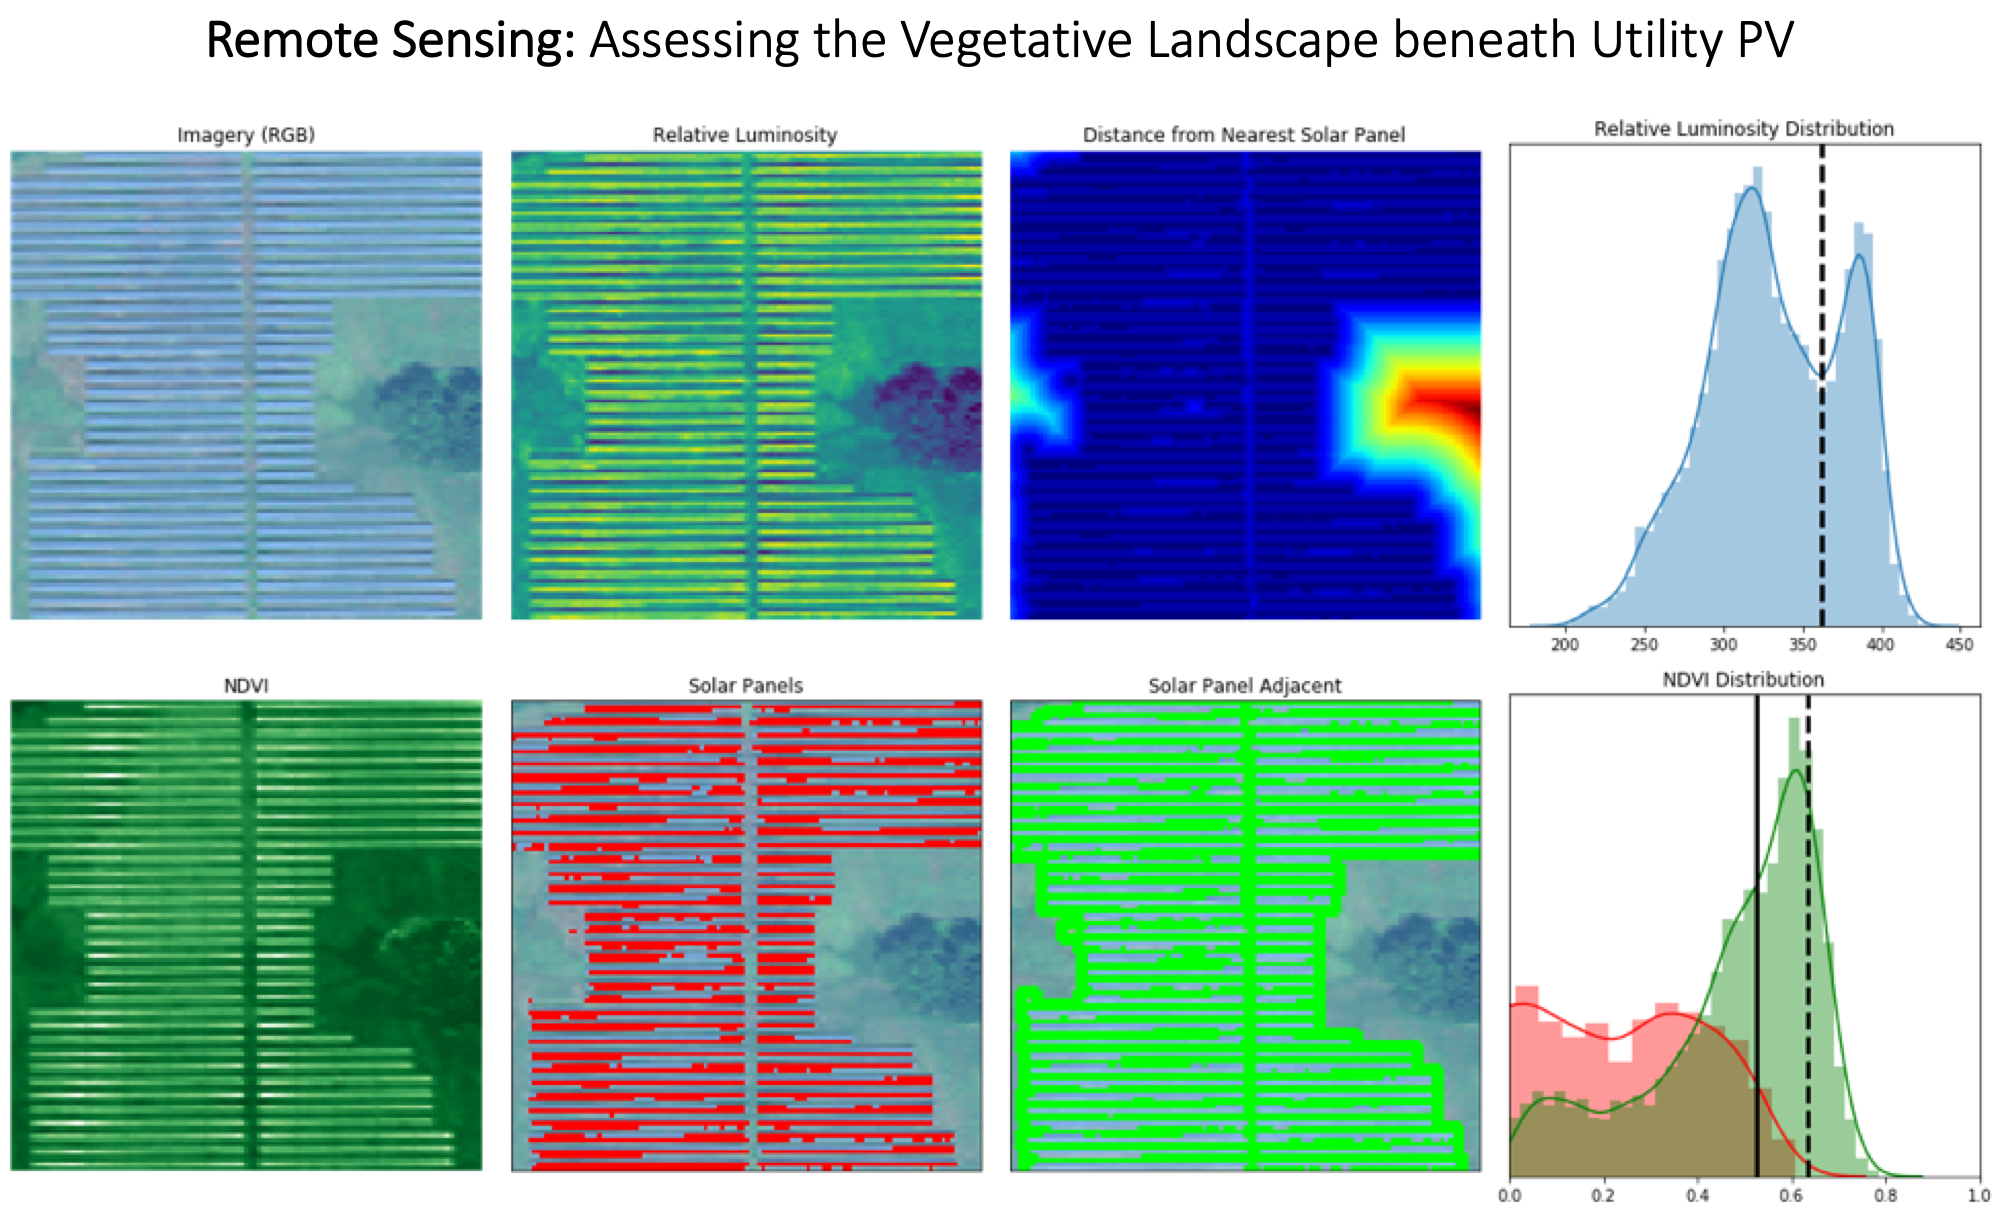 Remote Sensing: Assessing the Vegetative Landscape beneath Utility PV
Imagery (RGB)
Relative Luminosity
Distance from Nearest Solar Panel
Relative Luminosity Distribution
200 250 300 350 400 450
NDVI
Solar Panels
Solar Panel Adjacent
NDVI Distribution
0.0 0.2 0.4 0.6 0.8 1.0